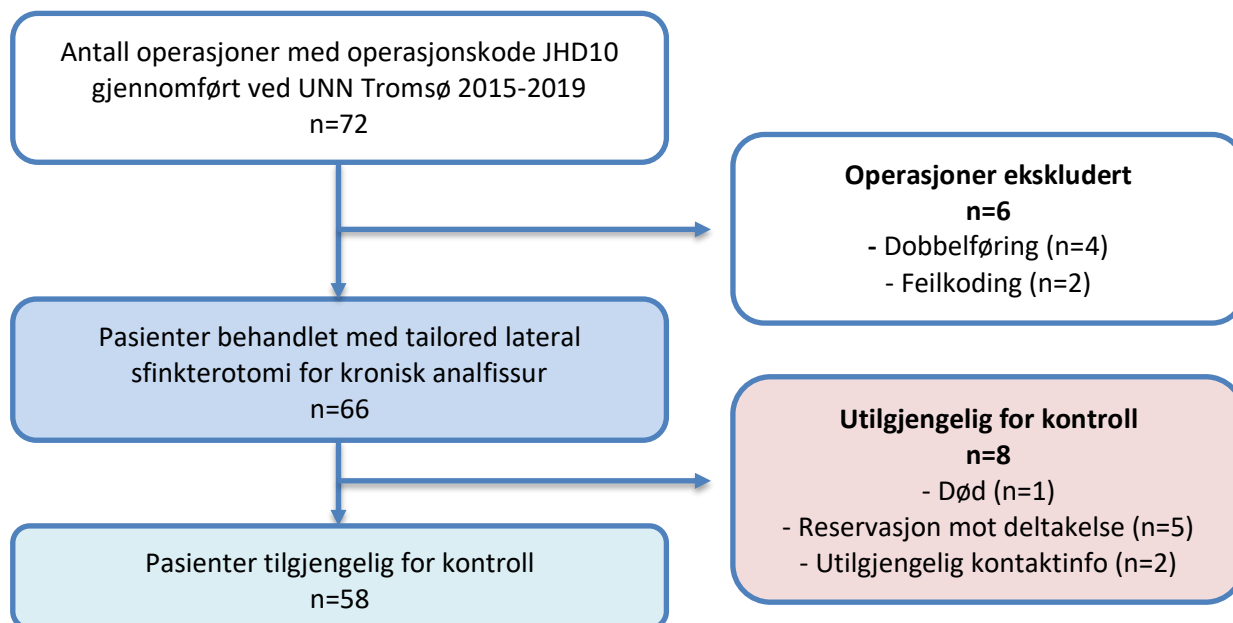 Antall operasjoner med operasjonskode JHD10
gjennomført ved UNN Tromsø 2015-2019
n=72
Operasjoner ekskludert
n=6
- Dobbelføring (n=4)
- Feilkoding (n=2)
Pasienter behandlet med tailored lateral
sfinkterotomi for kronisk analfissur
n=66
Utilgjengelig for kontroll
n=8
- Død (n=1)
- Reservasjon mot deltakelse (n=5)
- Utilgjengelig kontaktinfo (n=2)
Pasienter tilgjengelig for kontroll
n=58